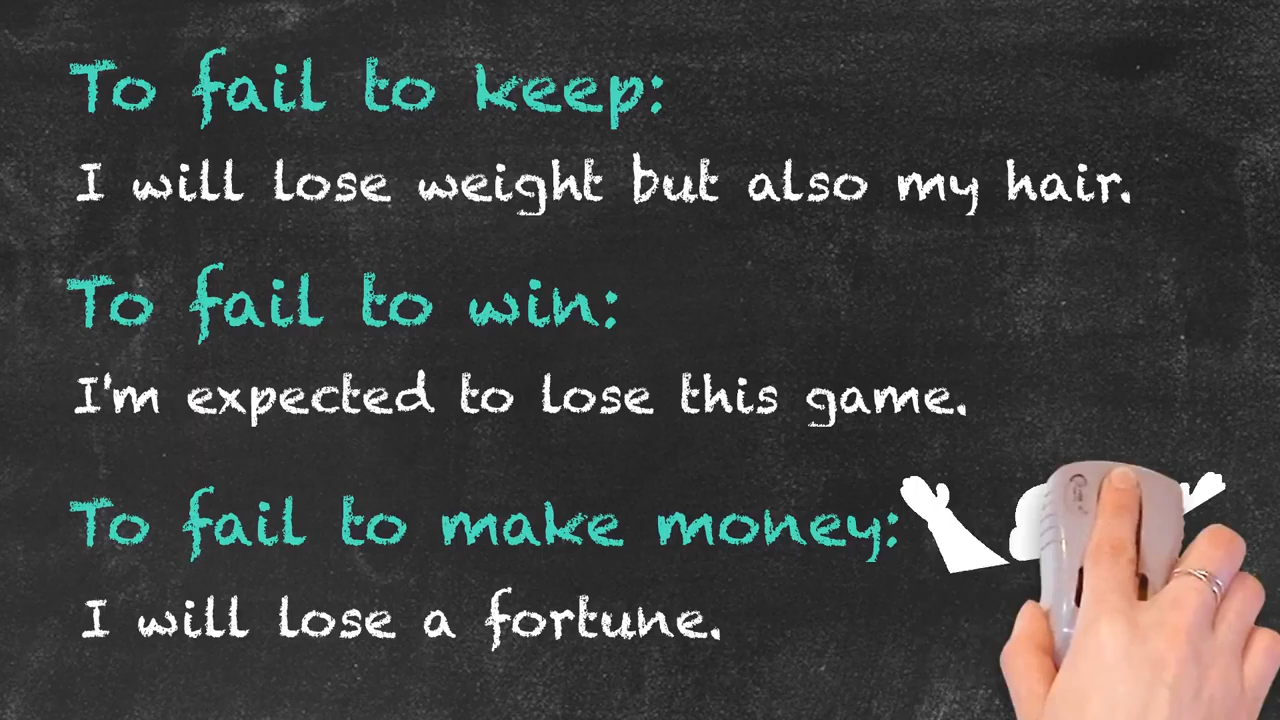 To fail to keep:
I will lose weight but also my hair.
To fail to win:
I'm expected to lose this game.
To fail to make money:
I will lose a fortune.